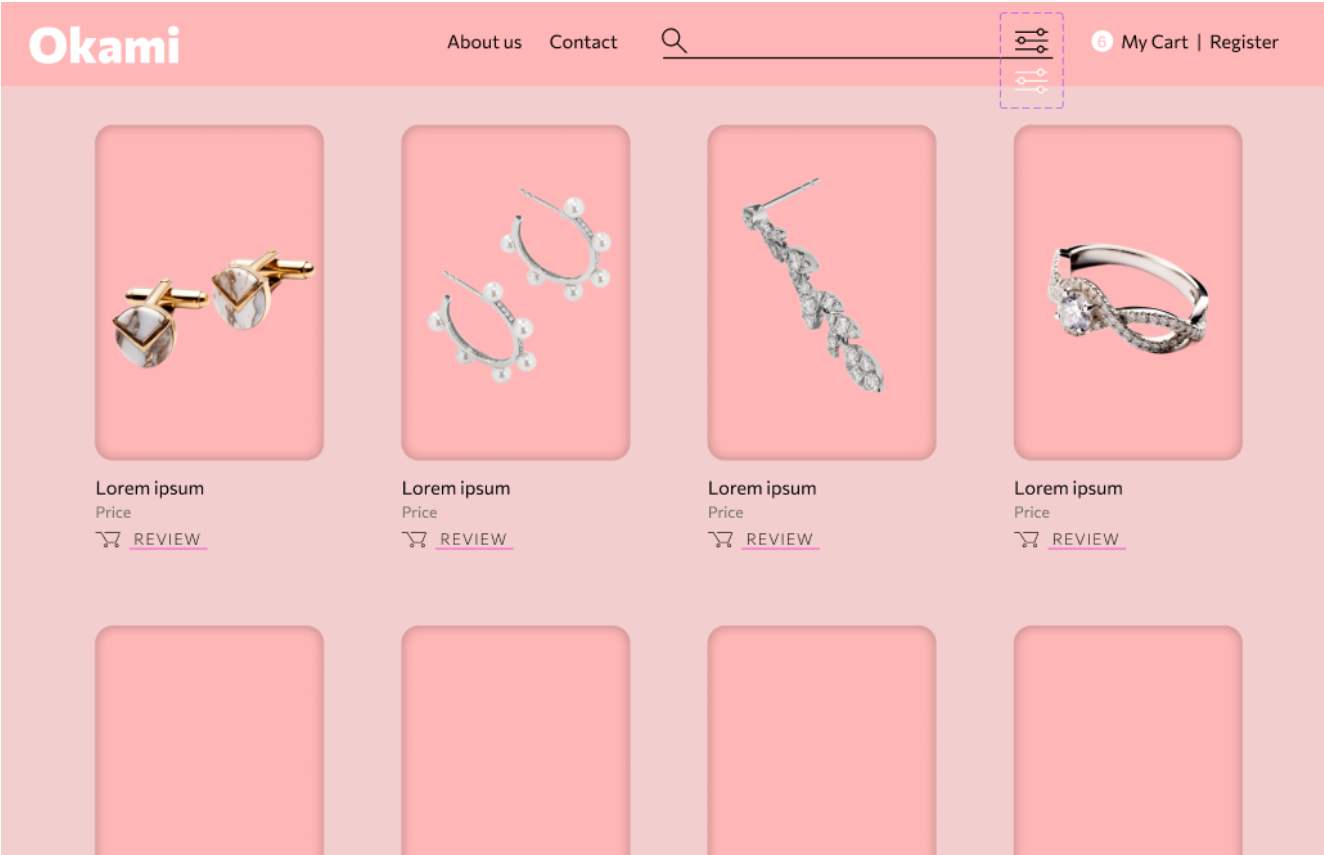 Okami
About us Contact
6 My Cart | Register
Lorem ipsum Lorem ipsum Lorem ipsum Lorem ipsum
Price Price Price Price
REVIEW REVIEW REVIEW REVIEW